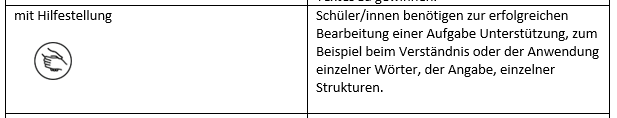 mit Hilfestellung
Schüler/innen benötigen zur erfolgreichen
Bearbeitung einer Aufgabe Unterstützung, zum
Beispiel beim Verständnis oder der Anwendung
einzelner Wörter, der Angabe, einzelner
Strukturen.